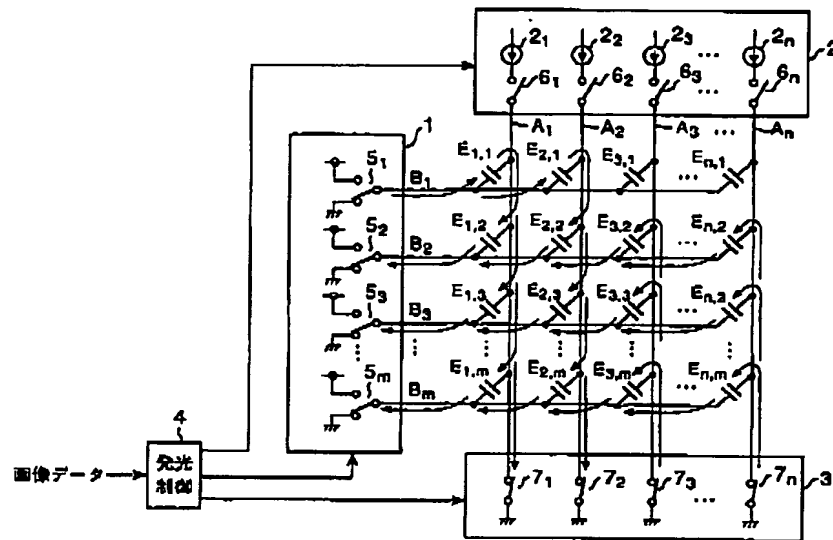 2₁ 2₂ 2₃ … 2ₙ 2
6₁ 6₂ 6₃ … 6ₙ
A₁ A₂ A₃ … Aₙ
1
5₁ B₁ E₁,₁ E₂,₁ E₃,₁ … Eₙ,₁
5₂ B₂ E₁,₂ E₂,₂ E₃,₂ … Eₙ,₂
5₃ B₃ E₁,₃ E₂,₃ E₃,₃ … Eₙ,₂
5ₘ Bₘ E₁,ₘ E₂,ₘ E₃,ₘ … Eₙ,ₘ
4
画像データ
発光
制御
7₁ 7₂ 7₃ … 7ₙ 3